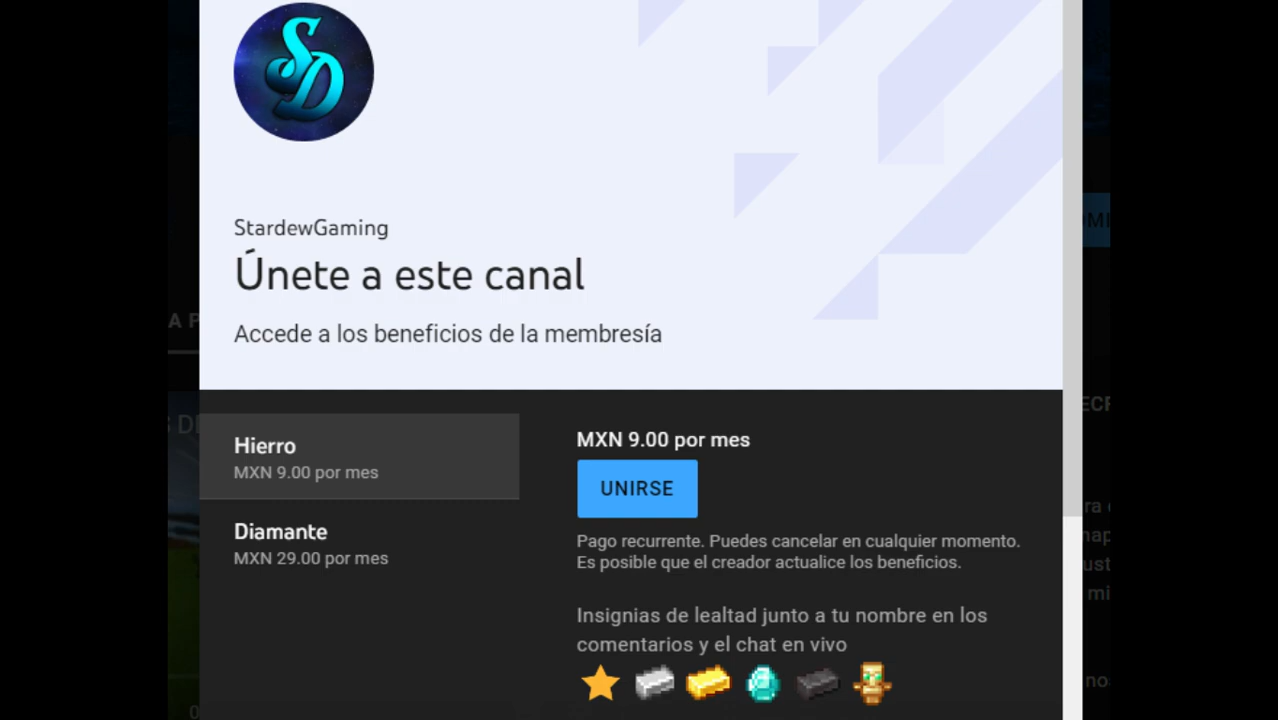 SD
StardewGaming
Únete a este canal
Accede a los beneficios de la membresía
Hierro
MXN 9.00 por mes
Diamante
MXN 29.00 por mes
MXN 9.00 por mes
UNIRSE
Pago recurrente. Puedes cancelar en cualquier momento.
Es posible que el creador actualice los beneficios.
Insignias de lealtad junto a tu nombre en los
comentarios y el chat en vivo